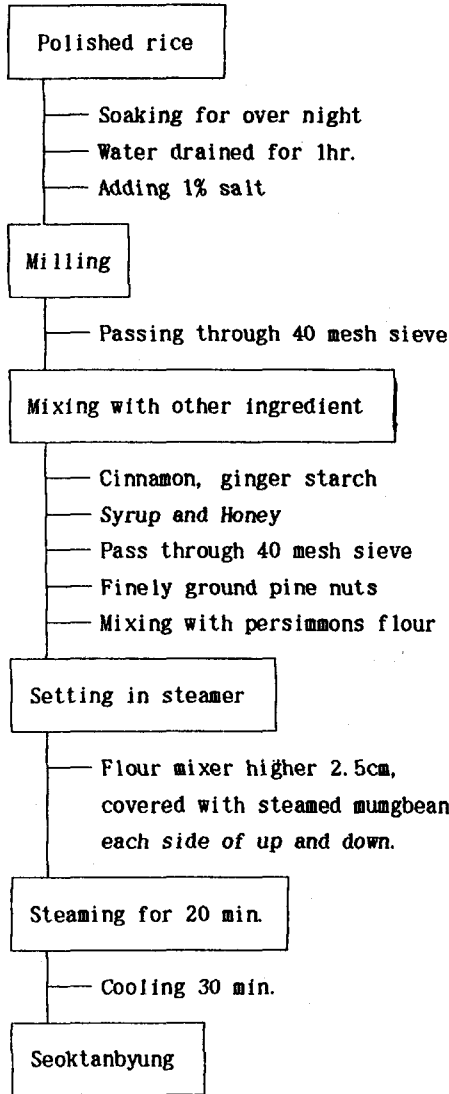 Polished rice
Soaking for over night
Water drained for 1hr.
Adding 1% salt
Milling
Passing through 40 mesh sieve
Mixing with other ingredient
Cinnamon, ginger starch
Syrup and Honey
Pass through 40 mesh sieve
Finely ground pine nuts
Mixing with persimmons flour
Setting in steamer
Flour mixer higher 2.5cm,
covered with steamed mumgbean
each side of up and down.
Steaming for 20 min.
Cooling 30 min.
Seoktanbyung